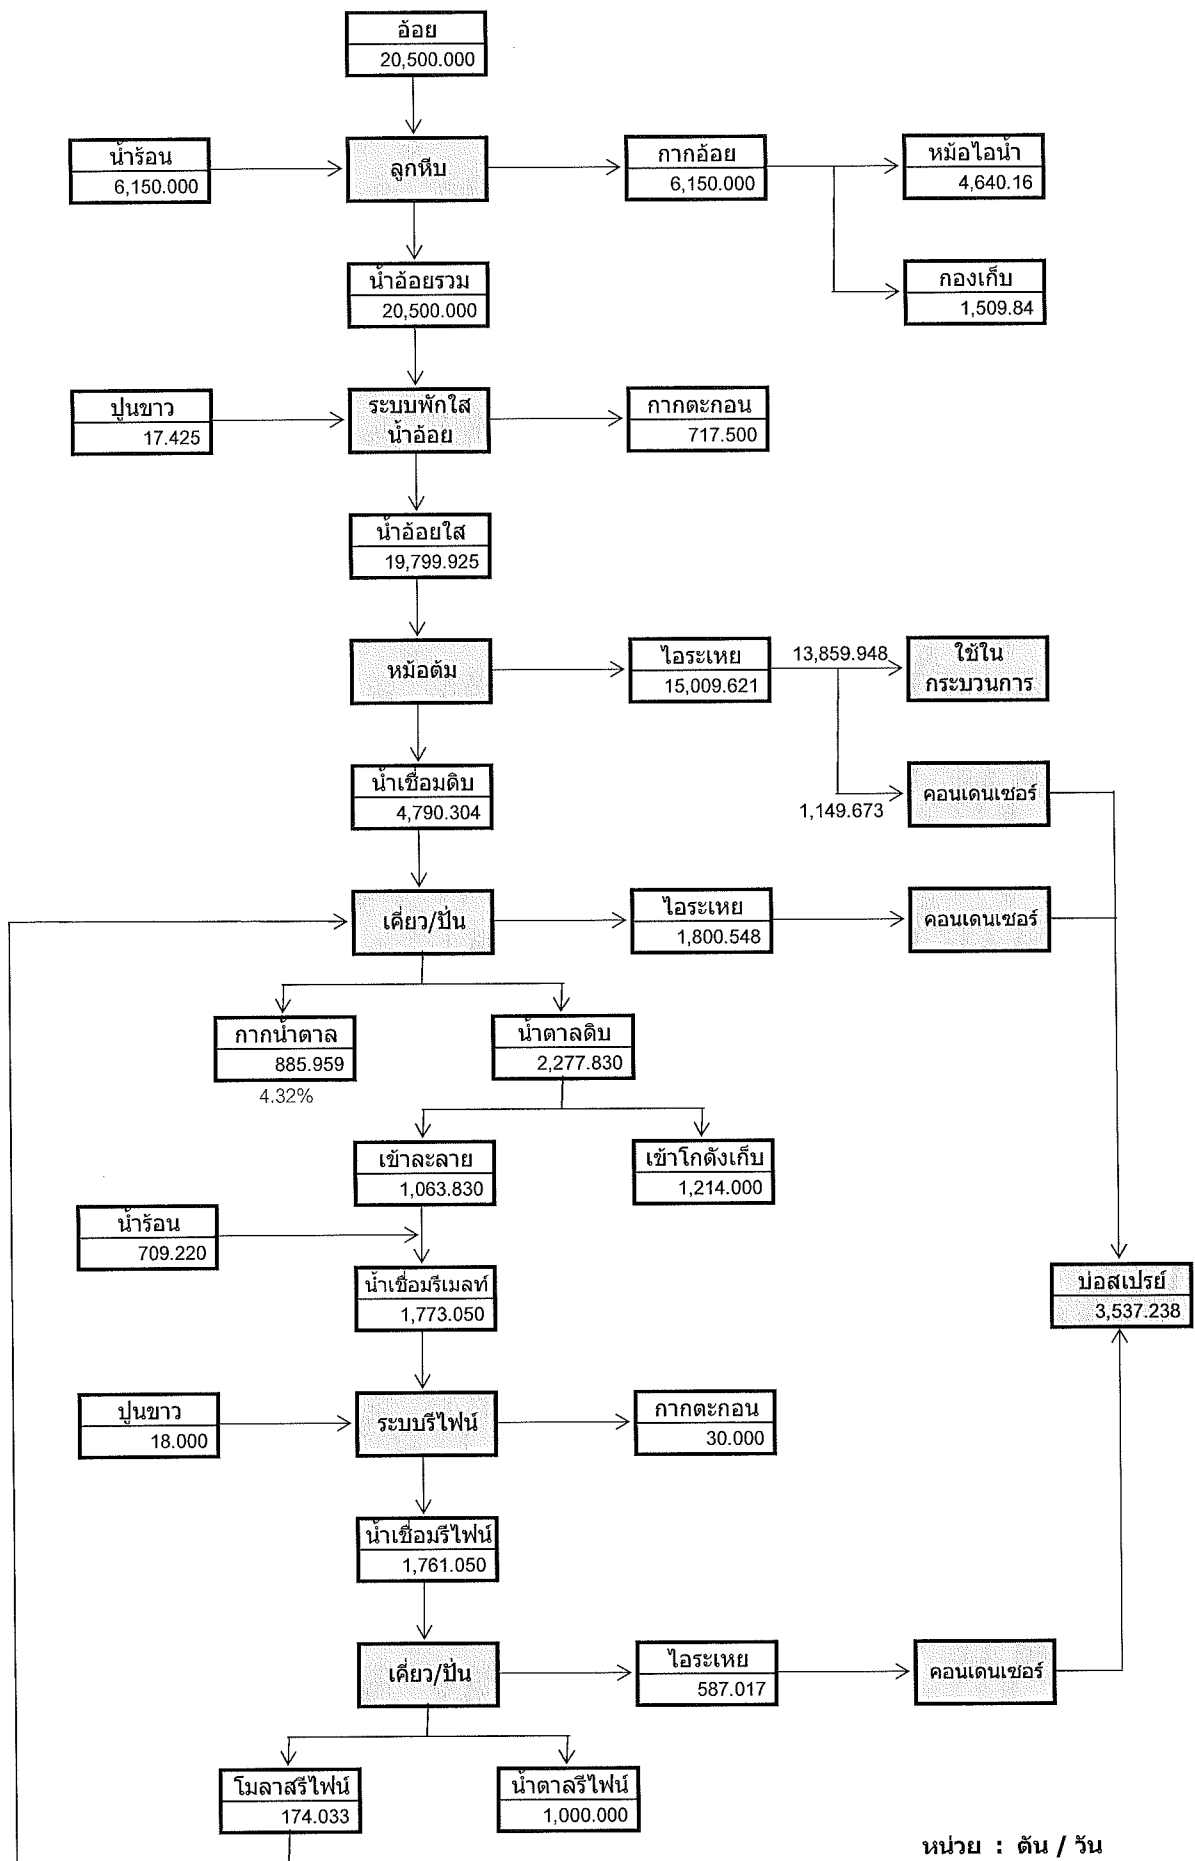 อ้อย
20,500.000
น้ำร้อน
6,150.000
ลูกหีบ
กากอ้อย
6,150.000
หม้อไอน้ำ
4,640.16
น้ำอ้อยรวม
20,500.000
กองเก็บ
1,509.84
ปูนขาว
17.425
ระบบพักใส
น้ำอ้อย
กากตะกอน
717.500
น้ำอ้อยใส
19,799.925
หม้อต้ม
ไอระเหย
15,009.621
13,859.948
ใช้ใน
กระบวนการ
น้ำเชื่อมดิบ
4,790.304
1,149.673
คอนเดนเซอร์
เคี่ยว/ปั่น
ไอระเหย
1,800.548
คอนเดนเซอร์
กากน้ำตาล
885.959
4.32%
น้ำตาลดิบ
2,277.830
เข้าละลาย
1,063.830
เข้าโกดังเก็บ
1,214.000
น้ำร้อน
709.220
น้ำเชื่อมรีเมลท์
1,773.050
บ่อสเปรย์
3,537.238
ปูนขาว
18.000
ระบบรีไฟน์
กากตะกอน
30.000
น้ำเชื่อมรีไฟน์
1,761.050
เคี่ยว/ปั่น
ไอระเหย
587.017
คอนเดนเซอร์
โมลาสรีไฟน์
174.033
น้ำตาลรีไฟน์
1,000.000
หน่วย : ตัน / วัน